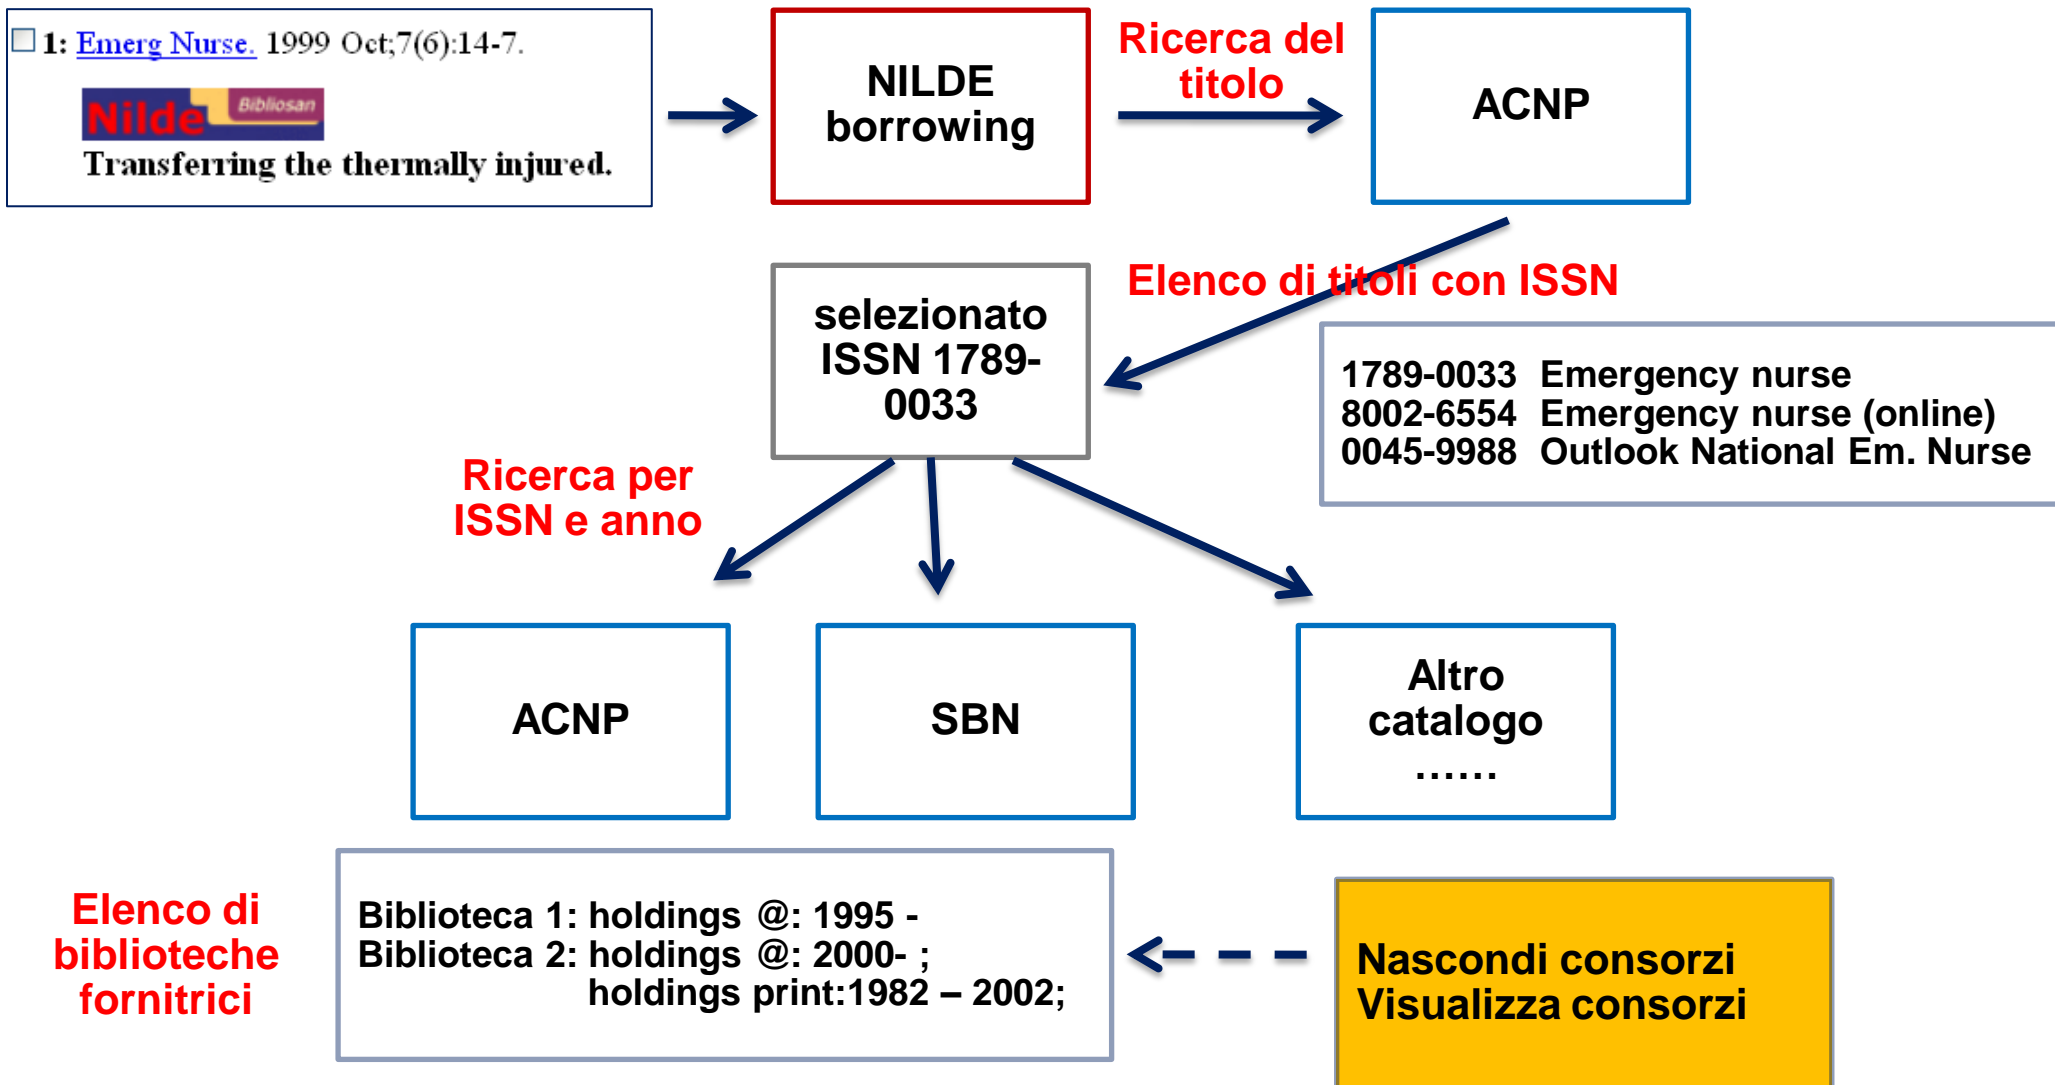 1: Emerg Nurse. 1999 Oct;7(6):14-7.
Nilde Bibliosan
Transferring the thermally injured.
NILDE
borrowing
Ricerca del
titolo
ACNP
selezionato
ISSN 1789-
0033
Elenco di titoli con ISSN
1789-0033 Emergency nurse
8002-6554 Emergency nurse (online)
0045-9988 Outlook National Em. Nurse
Ricerca per
ISSN e anno
ACNP
SBN
Altro
catalogo
……
Elenco di
biblioteche
fornitrici
Biblioteca 1: holdings @: 1995 -
Biblioteca 2: holdings @: 2000- ;
holdings print:1982 – 2002;
Nascondi consorzi
Visualizza consorzi